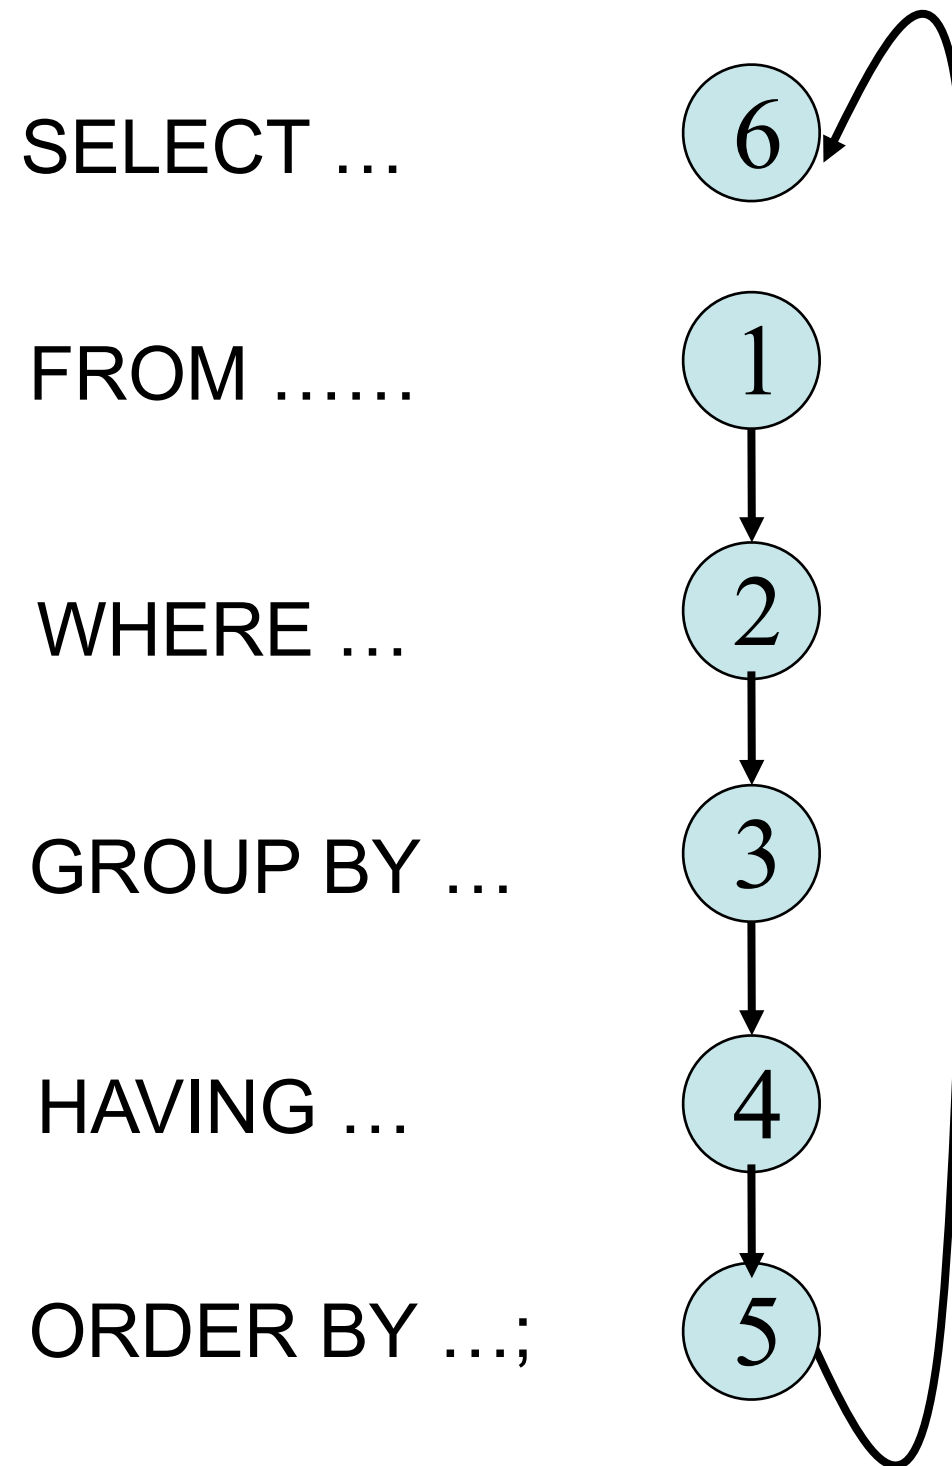 SELECT … 6
FROM …… 1
WHERE … 2
GROUP BY … 3
HAVING … 4
ORDER BY …; 5